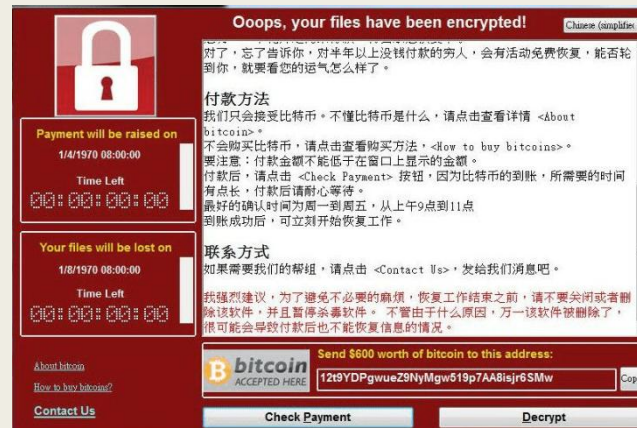 Ooops, your files have been encrypted!
Chinese (simplified
对了,忘了告诉你,对半年以上没钱付款的穷人,会有活动免费恢复,能否轮
到你,就要看您的运气怎么样了。
付款方法
我们只会接受比特币。不懂比特币是什么,请点击查看详情 <About
bitcoin>。
不会购买比特币,请点击查看购买方法,<How to buy bitcoins>。
要注意:付款金额不能低于在窗口上显示的金额。
付款后,请点击 <Check Payment> 按钮,因为比特币的到账,所需要的时间
有点长,付款后请耐心等待。
最好的确认时间为周一到周五,从上午9点到11点
到账成功后,可立刻开始恢复工作。
联系方式
如果需要我们的帮组,请点击 <Contact Us>,发给我们消息吧。
我强烈建议,为了避免不必要的麻烦,恢复工作结束之前,请不要关闭或者删
除该软件,并且暂停杀毒软件。 不管由于什么原因,万一该软件被删除了,
很可能会导致付款后也不能恢复信息的情况。
Payment will be raised on
1/4/1970 08:00:00
Time Left
00:00:00:00
Your files will be lost on
1/8/1970 08:00:00
Time Left
00:00:00:00
About bitcoin
How to buy bitcoins?
Contact Us
bitcoin
ACCEPTED HERE
Send $600 worth of bitcoin to this address:
12t9YDPgwueZ9NyMgw519p7AA8isjr6SMw
Cop
Check Payment
Decrypt